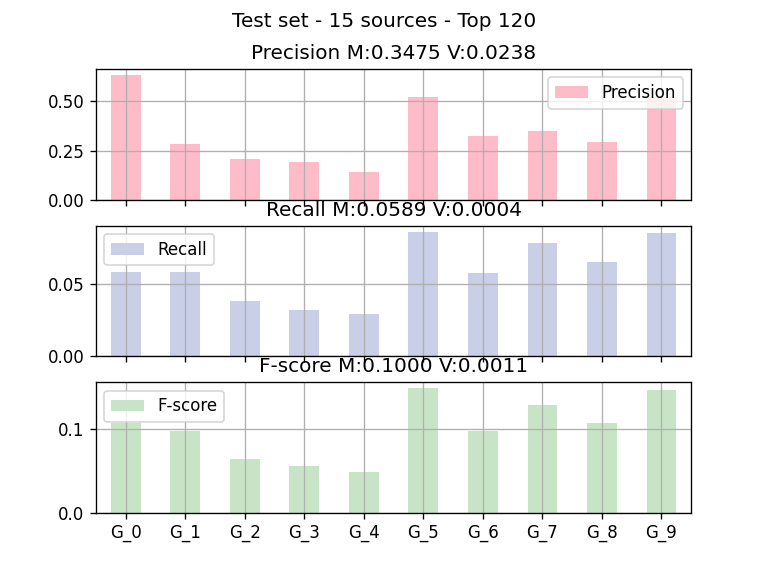 Test set - 15 sources - Top 120
Precision M:0.3475 V:0.0238
0.50
0.25
0.00
Precision
Recall M:0.0589 V:0.0004
0.05
0.00
Recall
F-score M:0.1000 V:0.0011
0.1
0.0
F-score
G_0 G_1 G_2 G_3 G_4 G_5 G_6 G_7 G_8 G_9